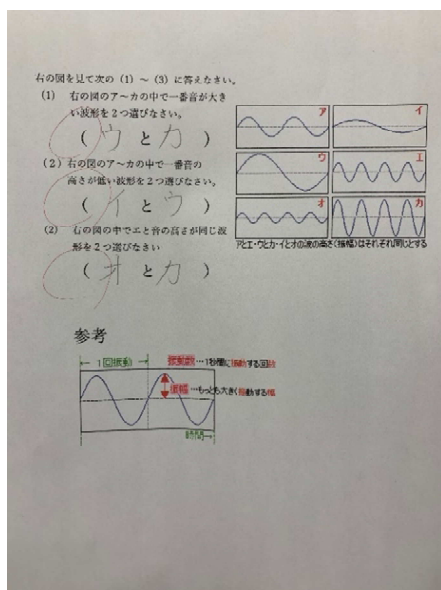 右の図を見て次の(1)~(3)に答えなさい。
(1) 右の図のア~カの中で一番音が大き
い波形を2つ選びなさい。
(ウとカ)
(2) 右の図のア~カの中で一番音の
高さが低い波形を2つ選びなさい。
(イとウ)
(2) 右の図の中でエと音の高さが同じ波
形を2つ選びなさい
(オとカ)
ア
イ
ウ
エ
オ
カ
アとエ・ウとカ・イとオの波の高さ(振幅)はそれぞれ同じとする
参考
1回振動
振動数…1秒間に振動する回数
振幅…もっとも大きく振動する幅
時間